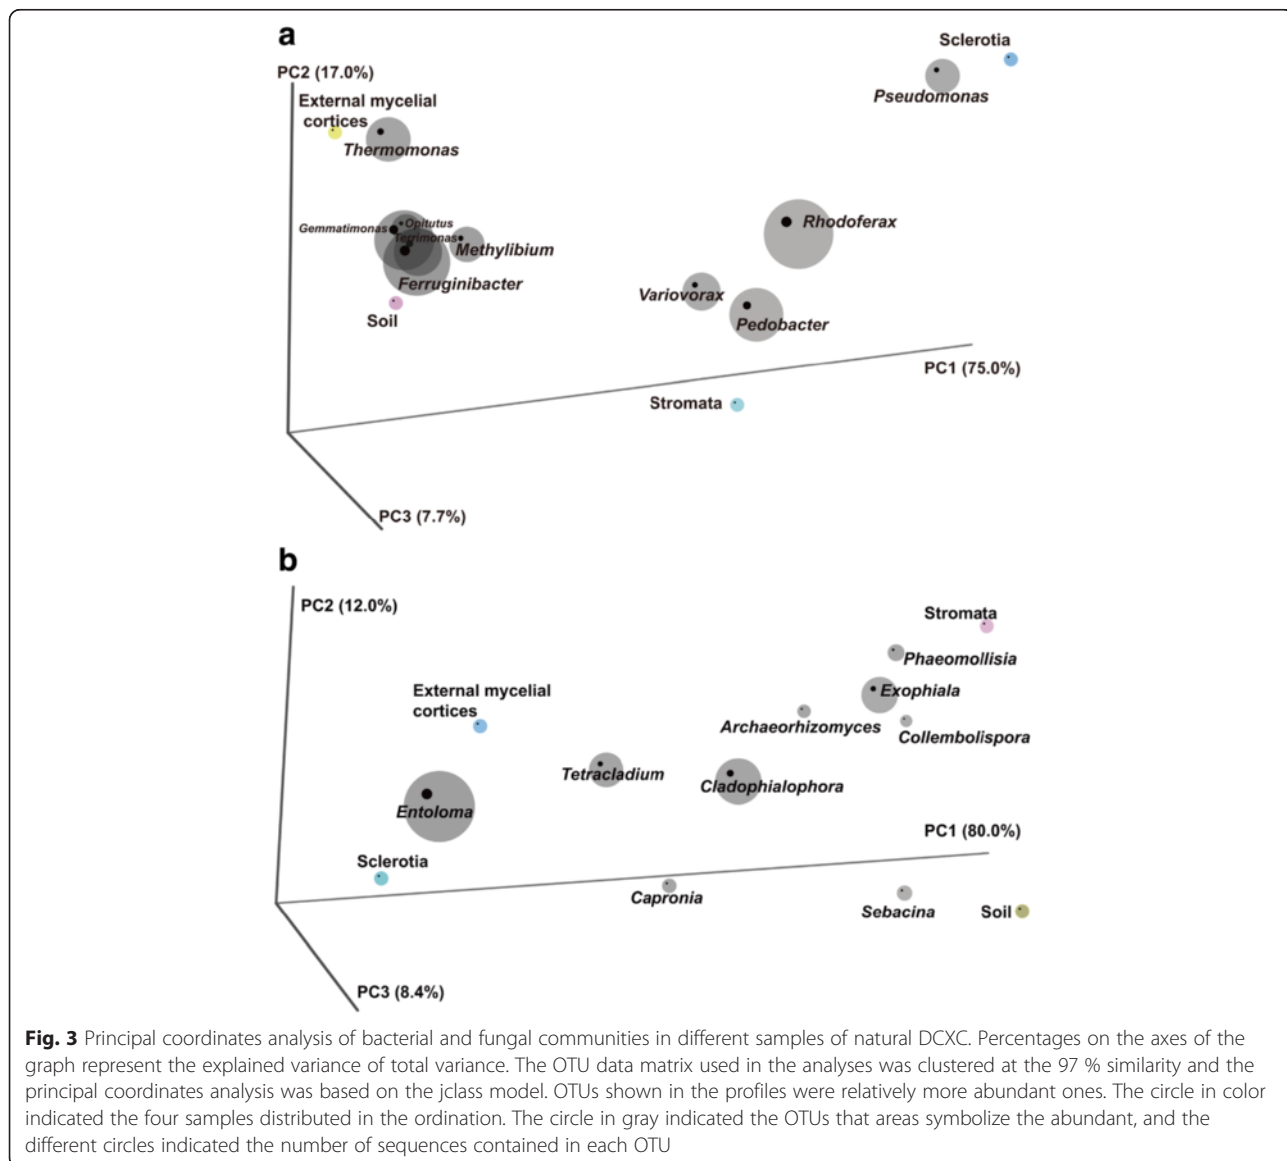 a
Sclerotia
PC2 (17.0%)
Pseudomonas
External mycelial
cortices
Thermomonas
Gemmatimonas
Opitutus
Terrimonas
Methylibium
Rhodoferax
Ferruginibacter
Variovorax
Pedobacter
Soil
PC1 (75.0%)
Stromata
PC3 (7.7%)
b
PC2 (12.0%)
Stromata
Phaeomollisia
External mycelial
cortices
Exophiala
Archaeorhizomyces
Collembolispora
Tetracladium
Cladophialophora
Entoloma
PC1 (80.0%)
Sclerotia
Capronia
Sebacina
Soil
PC3 (8.4%)
Fig. 3 Principal coordinates analysis of bacterial and fungal communities in different samples of natural DCXC. Percentages on the axes of the
graph represent the explained variance of total variance. The OTU data matrix used in the analyses was clustered at the 97 % similarity and the
principal coordinates analysis was based on the jclass model. OTUs shown in the profiles were relatively more abundant ones. The circle in color
indicated the four samples distributed in the ordination. The circle in gray indicated the OTUs that areas symbolize the abundant, and the
different circles indicated the number of sequences contained in each OTU